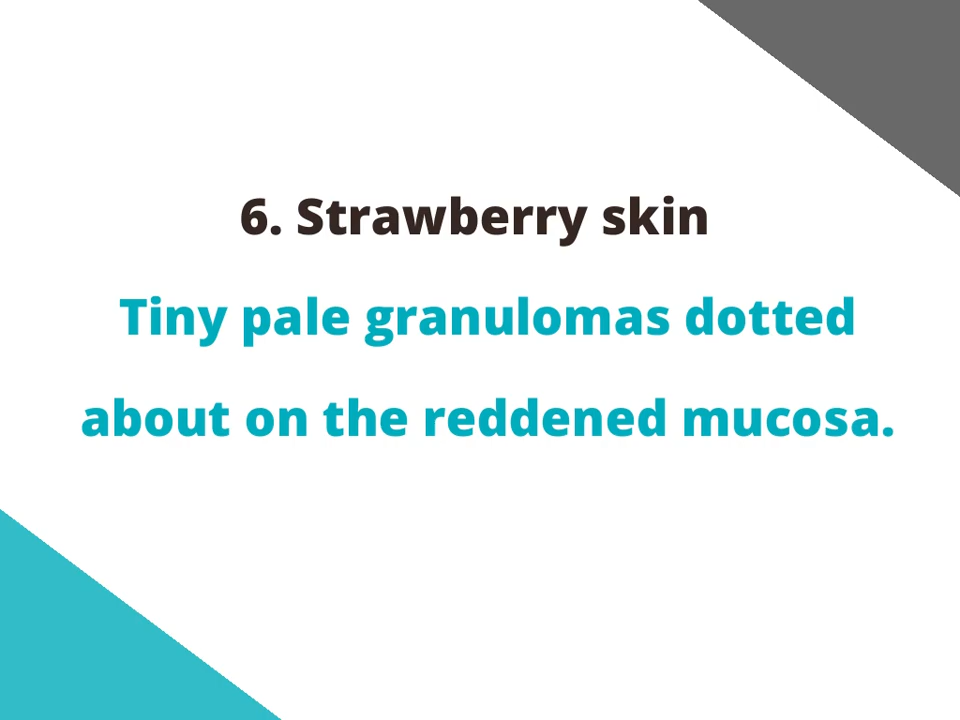 6. Strawberry skin
Tiny pale granulomas dotted
about on the reddened mucosa.